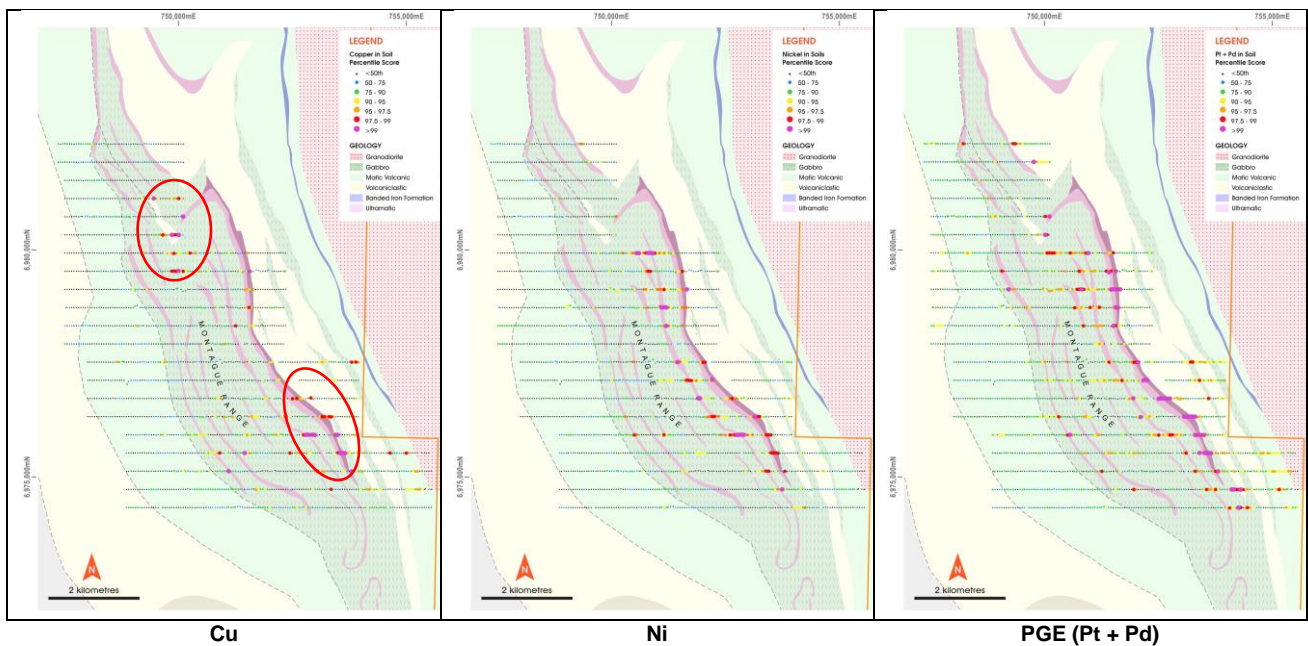 750,000mE
755,000mE
6,980,000mN
6,975,000mN
LEGEND
Copper in Soil
Percentile Score
<50th
50 - 75
75 - 90
90 - 95
95 - 97.5
97.5 - 99
>99
GEOLOGY
Granodiorite
Gabbro
Mafic Volcanic
Volcaniclastic
Banded Iron Formation
Ultramafic
MONTAIGUE RANGE
N
2 kilometres
Cu
750,000mE
755,000mE
6,980,000mN
6,975,000mN
LEGEND
Nickel in Soils
Percentile Score
<50th
50 - 75
75 - 90
90 - 95
95 - 97.5
97.5 - 99
>99
GEOLOGY
Granodiorite
Gabbro
Mafic Volcanic
Volcaniclastic
Banded Iron Formation
Ultramafic
MONTAIGUE RANGE
N
2 kilometres
Ni
750,000mE
755,000mE
6,980,000mN
6,975,000mN
LEGEND
Pt + Pd in Soil
Percentile Score
<50th
50 - 75
75 - 90
90 - 95
95 - 97.5
97.5 - 99
>99
GEOLOGY
Granodiorite
Gabbro
Mafic Volcanic
Volcaniclastic
Banded Iron Formation
Ultramafic
MONTAIGUE RANGE
N
2 kilometres
PGE (Pt + Pd)